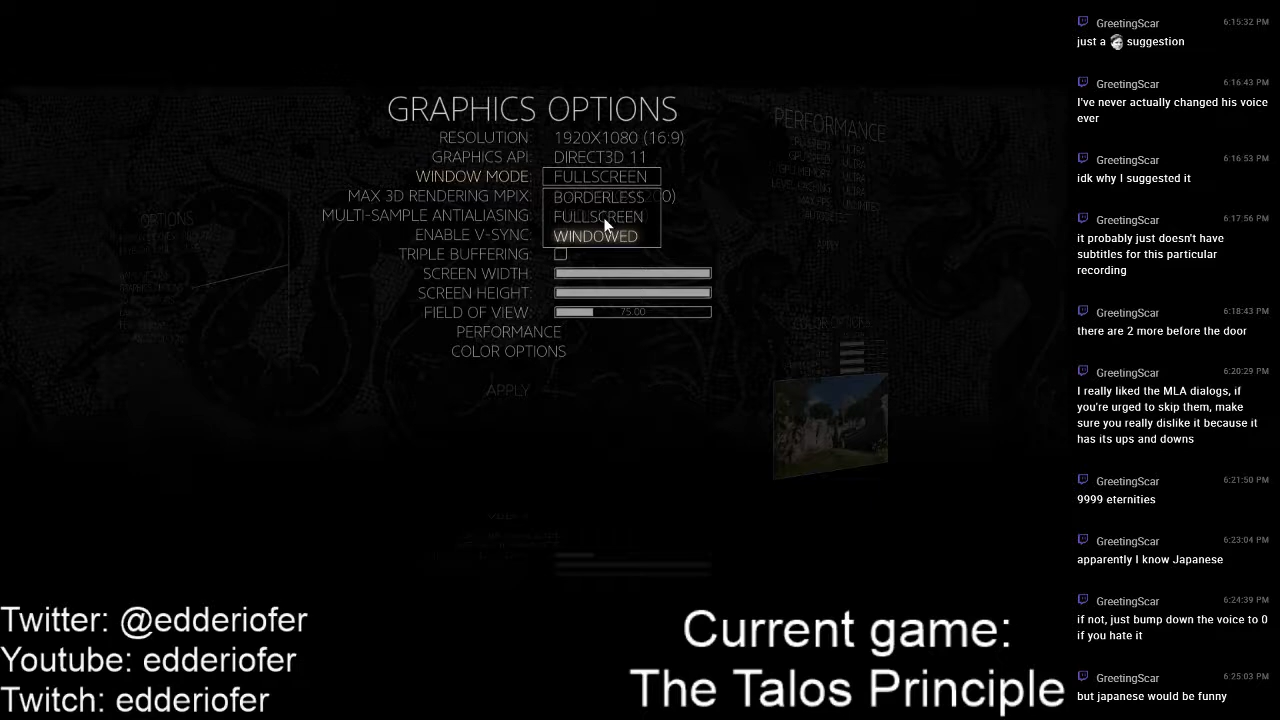 GRAPHICS OPTIONS
RESOLUTION: 1920X1080 (16:9)
GRAPHICS API: DIRECT3D 11
WINDOW MODE: FULLSCREEN
MAX 3D RENDERING MPIX: BORDERLESS 00)
MULTI-SAMPLE ANTIALIASING: FULLSCREEN
ENABLE V-SYNC: WINDOWED
TRIPLE BUFFERING:
SCREEN WIDTH:
SCREEN HEIGHT:
FIELD OF VIEW: 75.00
PERFORMANCE
COLOR OPTIONS
APPLY
OPTIONS
PERFORMANCE
APPLY
COLOR OPTIONS
Twitter: @edderiofer
Youtube: edderiofer
Twitch: edderiofer
Current game:
The Talos Principle
GreetingScar 6:15:32 PM
just a suggestion
GreetingScar 6:16:43 PM
I've never actually changed his voice
ever
GreetingScar 6:16:53 PM
idk why I suggested it
GreetingScar 6:17:56 PM
it probably just doesn't have
subtitles for this particular
recording
GreetingScar 6:18:43 PM
there are 2 more before the door
GreetingScar 6:20:29 PM
I really liked the MLA dialogs, if
you're urged to skip them, make
sure you really dislike it because it
has its ups and downs
GreetingScar 6:21:50 PM
9999 eternities
GreetingScar 6:23:04 PM
apparently I know Japanese
GreetingScar 6:24:39 PM
if not, just bump down the voice to 0
if you hate it
GreetingScar 6:25:03 PM
but japanese would be funny